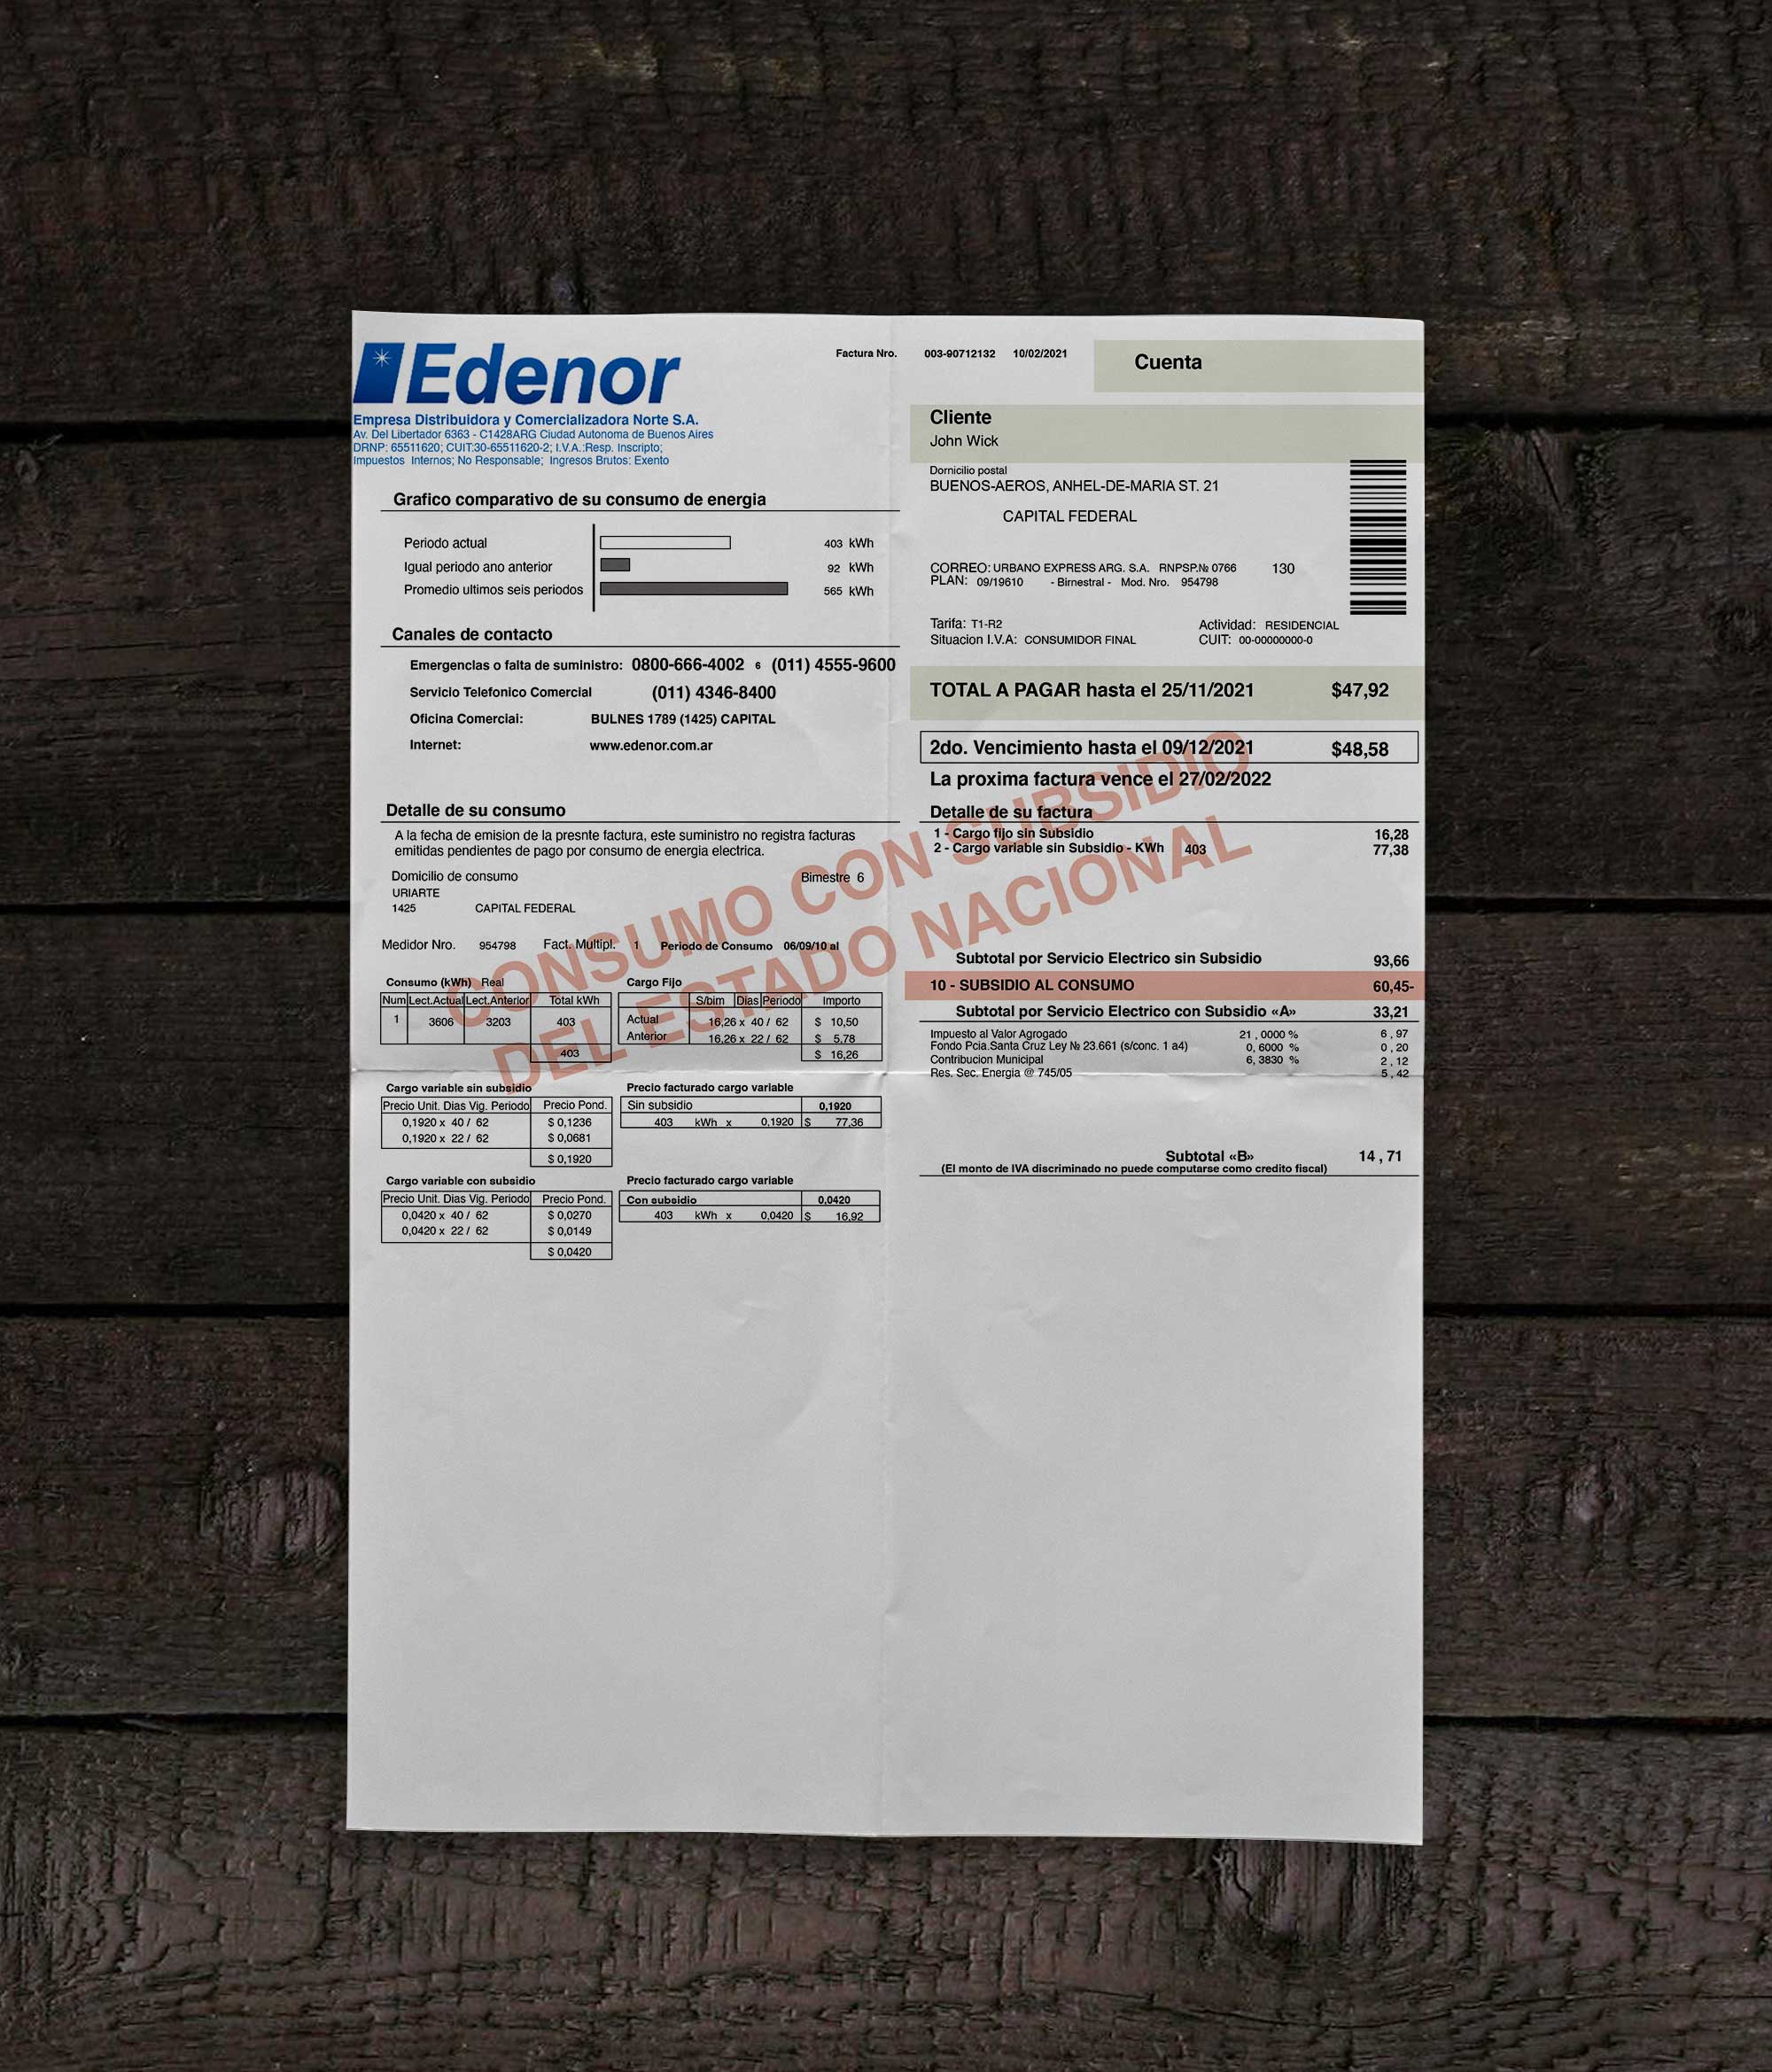 Edenor
Empresa Distribuidora y Comercializadora Norte S.A.
Av. Del Libertador 6363 - C1428ARG Ciudad Autonoma de Buenos Aires
DRNP: 65511620; CUIT:30-65511620-2; I.V.A.:Resp. Inscripto;
Impuestos Internos; No Responsable; Ingresos Brutos: Exento
Factura Nro. 003-90712132 10/02/2021
Cuenta
Cliente
John Wick
Dornicilio postal
BUENOS-AEROS, ANHEL-DE-MARIA ST. 21
CAPITAL FEDERAL
CORREO: URBANO EXPRESS ARG. S.A. RNPSP.№ 0766 130
PLAN: 09/19610 - Birnestral - Mod. Nro. 954798
Tarifa: T1-R2 Actividad: RESIDENCIAL
Situacion I.V.A: CONSUMIDOR FINAL CUIT: 00-00000000-0
Grafico comparativo de su consumo de energia
Periodo actual 403 kWh
Igual periodo ano anterior 92 kWh
Promedio ultimos seis periodos 565 kWh
Canales de contacto
Emergenclas o falta de suministro: 0800-666-4002 6 (011) 4555-9600
Servicio Telefonico Comercial (011) 4346-8400
Oficina Comerciai: BULNES 1789 (1425) CAPITAL
Internet: www.edenor.com.ar
TOTAL A PAGAR hasta el 25/11/2021 $47,92
2do. Vencimiento hasta el 09/12/2021 $48,58
La proxima factura vence el 27/02/2022
Detalle de su factura
1 - Cargo fijo sin Subsidio 16,28
2 - Cargo variable sin Subsidio - KWh 403 77,38
Subtotal por Servicio Electrico sin Subsidio 93,66
10 - SUBSIDIO AL CONSUMO 60,45-
Subtotal por Servicio Electrico con Subsidio «A» 33,21
Impuesto al Valor Agrogado 21,0000 % 6,97
Fondo Pcia.Santa Cruz Ley № 23.661 (s/conc. 1 a4) 0,6000 % 0,20
Contribucion Municipal 6,3830 % 2,12
Res. Sec. Energia @ 745/05 5,42
Subtotal «B» 14,71
(El monto de IVA discriminado no puede computarse como credito fiscal)
Detalle de su consumo
A la fecha de emision de la presnte factura, este suministro no registra facturas
emitidas pendientes de pago por consumo de energia electrica.
Domicilio de consumo Bimestre 6
URIARTE
1425 CAPITAL FEDERAL
Medidor Nro. 954798 Fact. Multipl. 1 Periodo de Consumo 06/09/10 al
Consumo (kWh) Real
Num Lect.Actual Lect.Anterior Total kWh
1 3606 3203 403
403
Cargo Fijo
S/bim Dias Periodo Importo
Actual 16,26 x 40 / 62 $ 10,50
Anterior 16,26 x 22 / 62 $ 5,78
$ 16,26
Cargo variable sin subsidio
Precio Unit. Dias Vig. Periodo Precio Pond.
0,1920 x 40 / 62 $ 0,1236
0,1920 x 22 / 62 $ 0,0681
$ 0,1920
Precio facturado cargo variable
Sin subsidio 0,1920
403 kWh x 0,1920 $ 77,36
Cargo variable con subsidio
Precio Unit. Dias Vig. Periodo Precio Pond.
0,0420 x 40 / 62 $ 0,0270
0,0420 x 22 / 62 $ 0,0149
$ 0,0420
Precio facturado cargo variable
Con subsidio 0,0420
403 kWh x 0,0420 $ 16,92
CONSUMO CON SUBSIDIO
DEL ESTADO NACIONAL